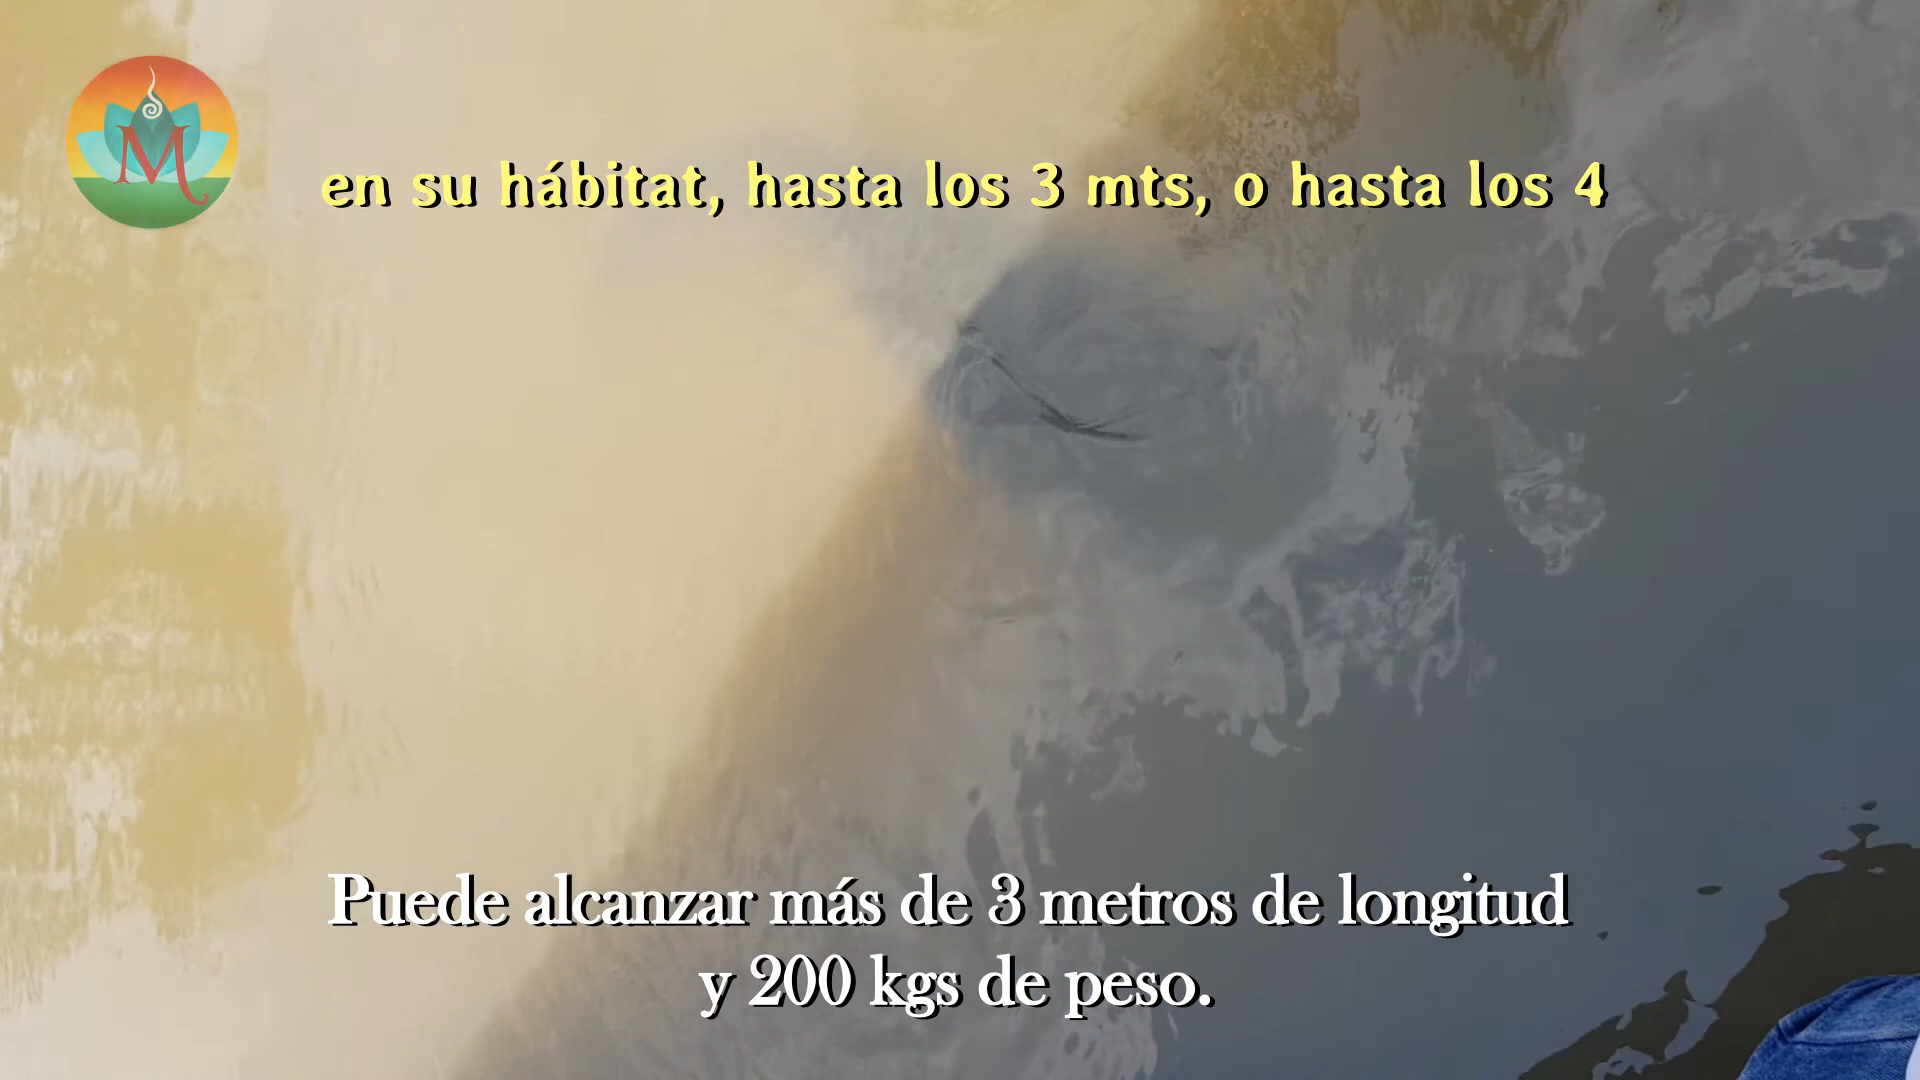 M
en su hábitat, hasta los 3 mts, o hasta los 4
Puede alcanzar más de 3 metros de longitud
y 200 kgs de peso.